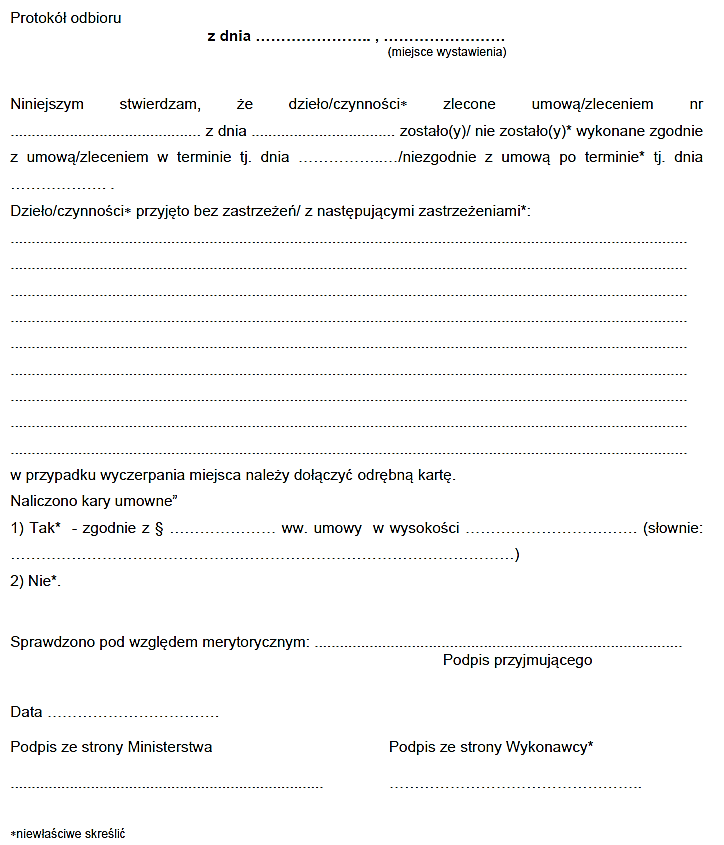 Protokół odbioru
z dnia ………………….. , ……………………
(miejsce wystawienia)
Niniejszym stwierdzam, że dzieło/czynności* zlecone umową/zleceniem nr
............................................. z dnia .................................. zostało(y)/ nie zostało(y)* wykonane zgodnie
z umową/zleceniem w terminie tj. dnia ……………..…/niezgodnie z umową po terminie* tj. dnia
………………. .
Dzieło/czynności* przyjęto bez zastrzeżeń/ z następującymi zastrzeżeniami*:
................................................................................................................................................................
................................................................................................................................................................
................................................................................................................................................................
................................................................................................................................................................
................................................................................................................................................................
................................................................................................................................................................
................................................................................................................................................................
................................................................................................................................................................
................................................................................................................................................................
w przypadku wyczerpania miejsca należy dołączyć odrębną kartę.
Naliczono kary umowne”
1) Tak* - zgodnie z § ………………… ww. umowy w wysokości ……………………………. (słownie:
………………………………………………………………………………………)
2) Nie*.
Sprawdzono pod względem merytorycznym: .......................................................................................
Podpis przyjmującego
Data …………………………….
Podpis ze strony Ministerstwa Podpis ze strony Wykonawcy*
.......................................................................... …………………………………………..
*niewłaściwe skreślić